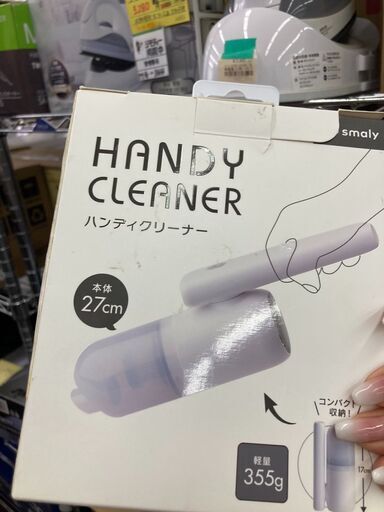 smaly
HANDY
CLEANER
ハンディクリーナー
本体
27cm
コンパクト
収納!
17cm
軽量
355g